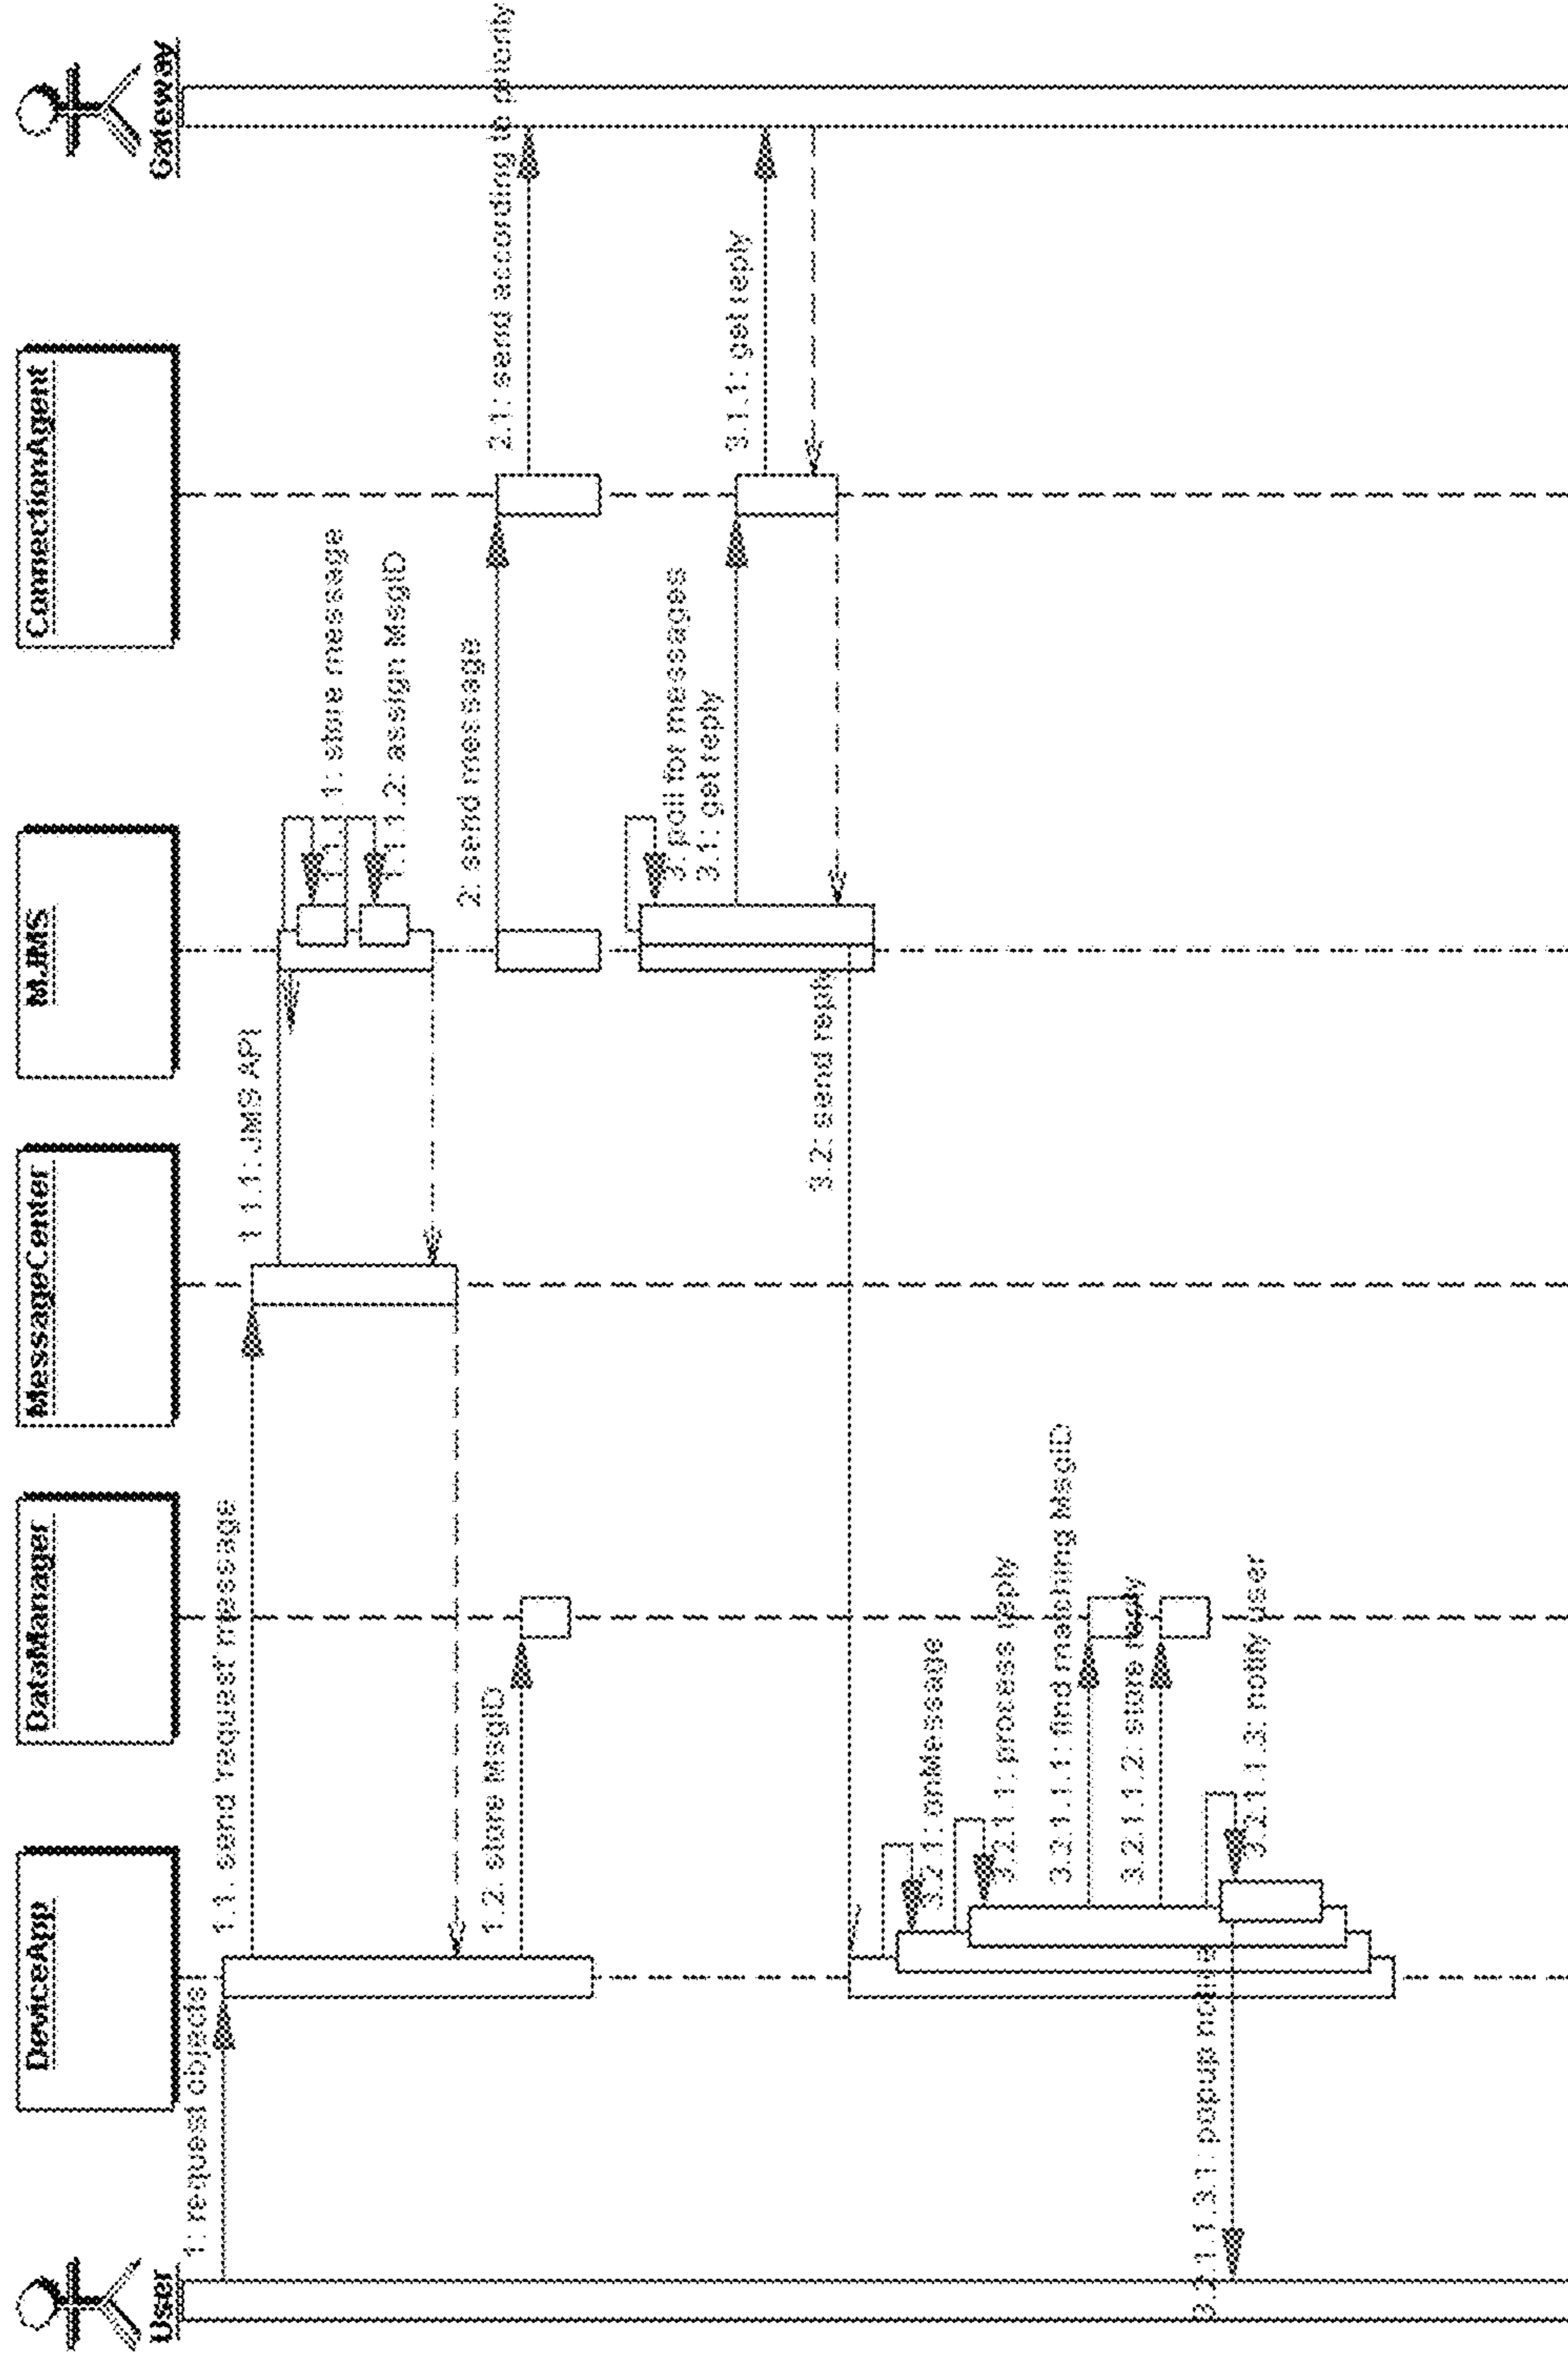 User
DeviceApp
DataManager
MessageCenter
MJMS
ConnectionAgent
Gateway
1: request objects
1.1: send 'request' message
1.1.1: JMS API
1.1.1.1: store message
1.1.1.2: assign MsgID
1.2: store MsgID
2: send message
2.1: send according to priority
3: poll for messages
3.1: get reply
3.1.1: get reply
3.2: send reply
3.2.1: onMessage
3.2.1.1: process reply
3.2.1.1.1: find matching MsgID
3.2.1.1.2: store reply
3.2.1.1.3: notify user
3.2.1.1.3.1: popup notice